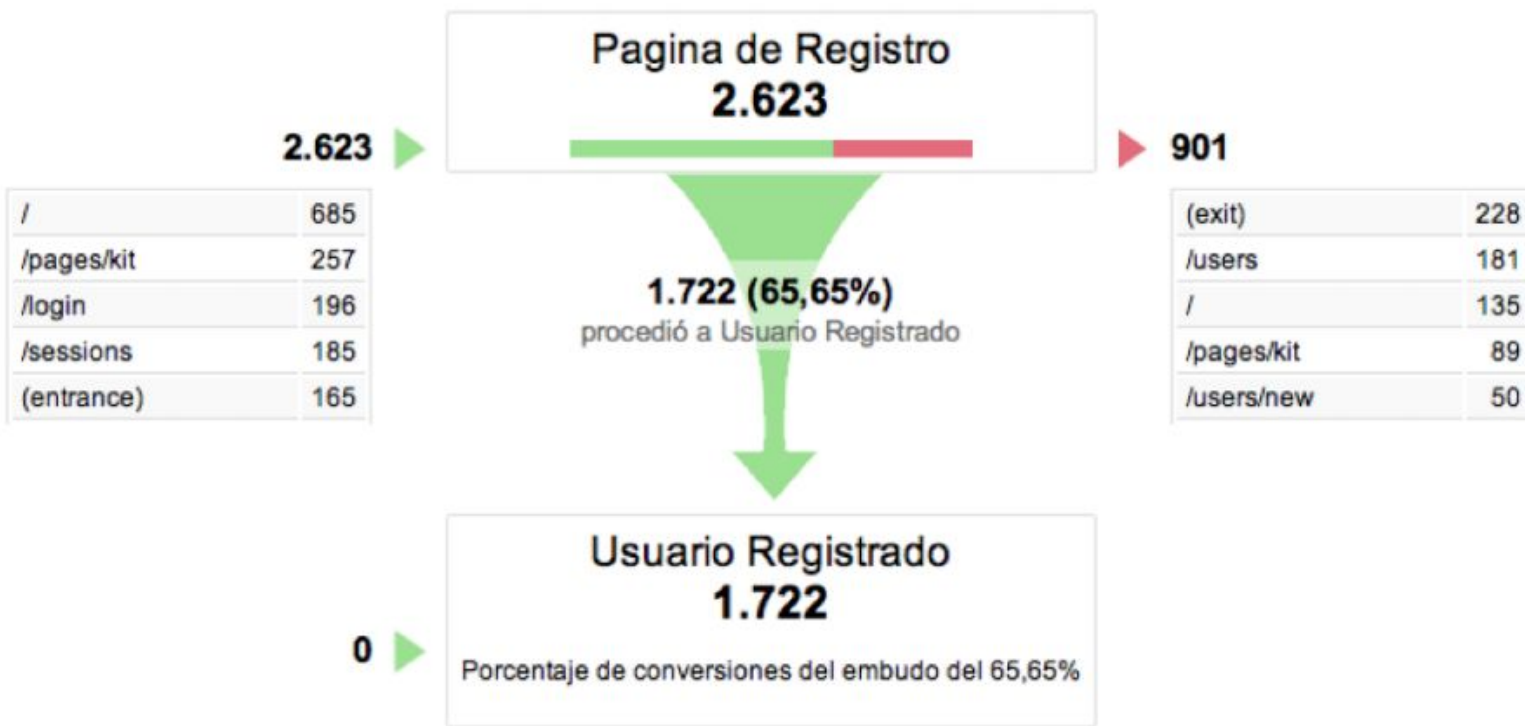 Pagina de Registro
2.623
2.623
901
/ 685
/pages/kit 257
/login 196
/sessions 185
(entrance) 165
1.722 (65,65%)
procedió a Usuario Registrado
(exit) 228
/users 181
/ 135
/pages/kit 89
/users/new 50
Usuario Registrado
1.722
0
Porcentaje de conversiones del embudo del 65,65%